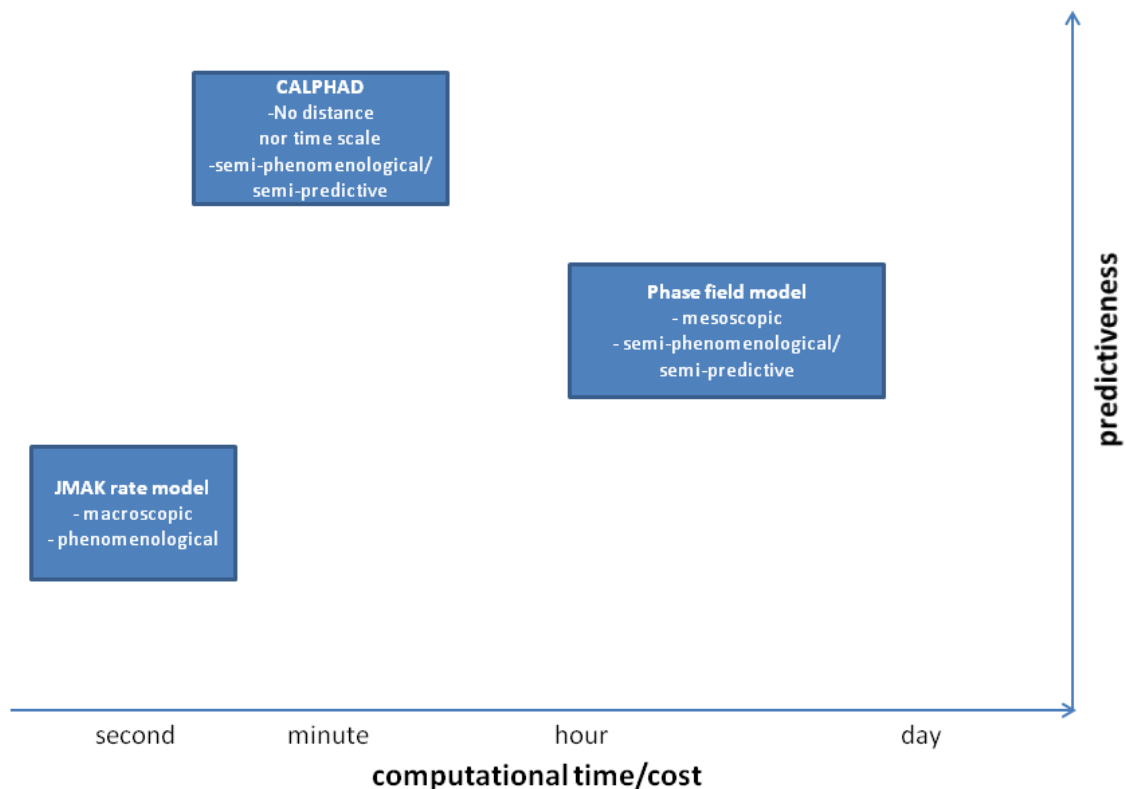 CALPHAD
-No distance
nor time scale
-semi-phenomenological/
semi-predictive
Phase field model
- mesoscopic
- semi-phenomenological/
semi-predictive
JMAK rate model
- macroscopic
- phenomenological
predictiveness
second minute hour day
computational time/cost